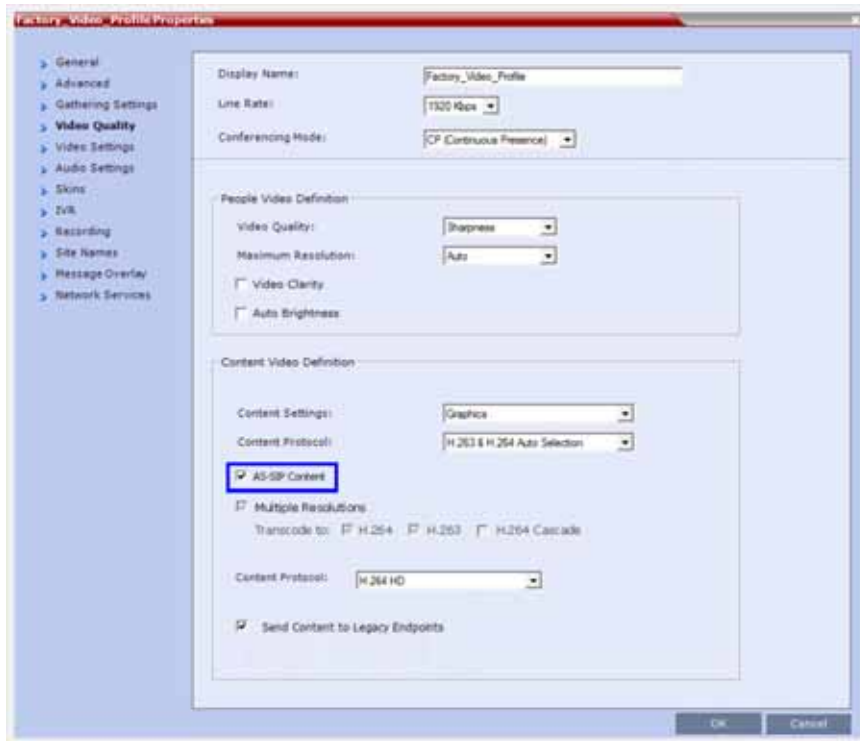 Factory_Video_Profile Properties
General
Advanced
Gathering Settings
Video Quality
Video Settings
Audio Settings
Skins
IVR
Recording
Site Names
Message Overlay
Network Services
Display Name: Factory_Video_Profile
Line Rate: 1920 Kbps
Conferencing Mode: CP (Continuous Presence)
People Video Definition
Video Quality: Sharpness
Maximum Resolution: Auto
Video Clarity
Auto Brightness
Content Video Definition
Content Settings: Graphics
Content Protocol: H.263 & H.264 Auto Selection
AS-SIP Content
Multiple Resolutions
Transcode to: H.264 H.263 H.264 Cascade
Content Protocol: H.264 HD
Send Content to Legacy Endpoints
OK Cancel